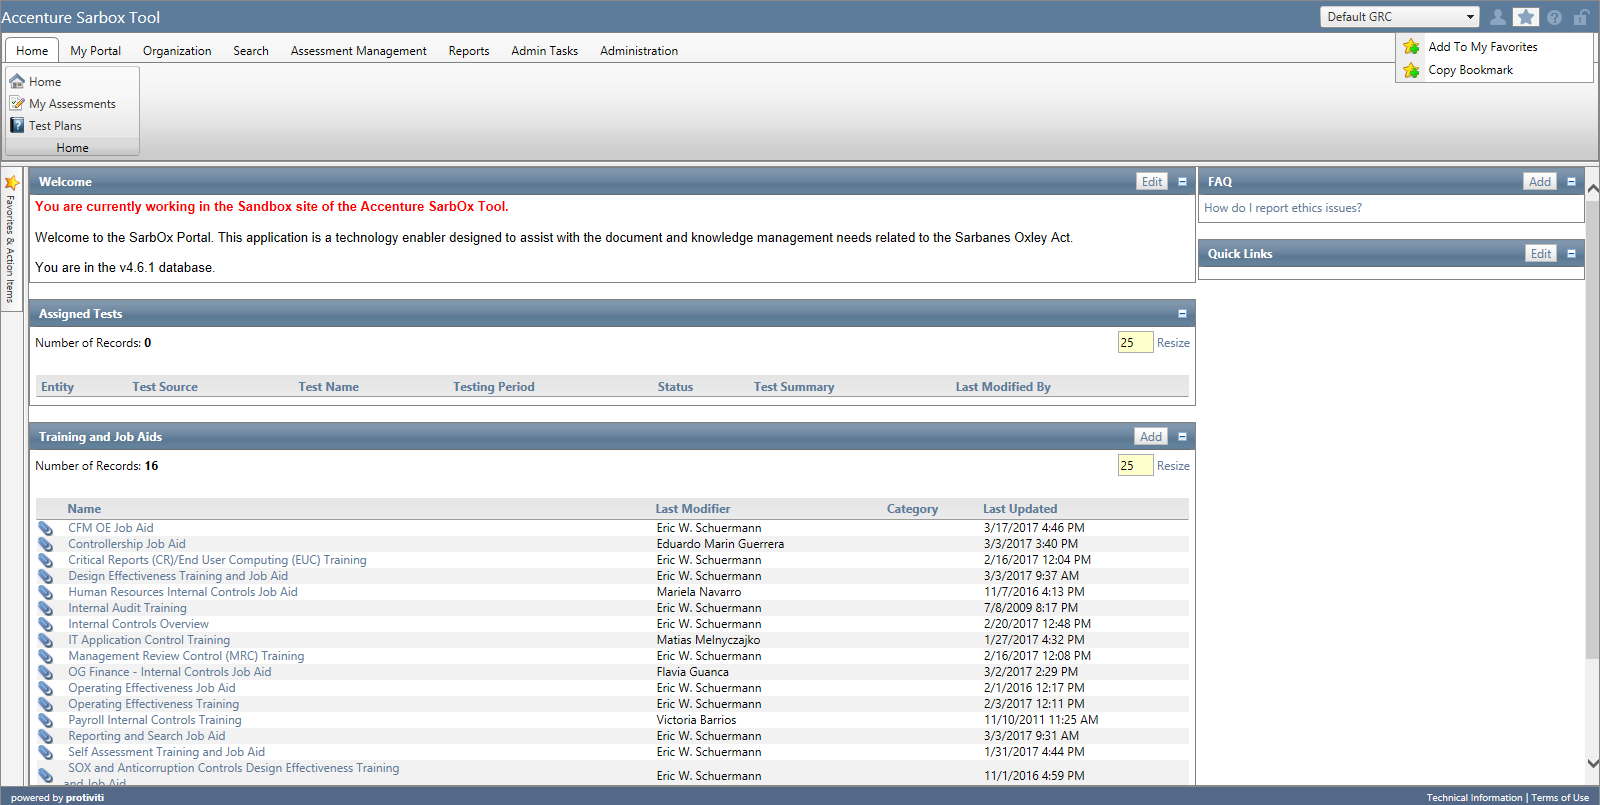 Accenture Sarbox Tool
Default GRC
Home My Portal Organization Search Assessment Management Reports Admin Tasks Administration
Add To My Favorites
Copy Bookmark
Home
My Assessments
Test Plans
Home
Favorites & Action Items
Welcome Edit
You are currently working in the Sandbox site of the Accenture SarbOx Tool.
Welcome to the SarbOx Portal. This application is a technology enabler designed to assist with the document and knowledge management needs related to the Sarbanes Oxley Act.
You are in the v4.6.1 database.
FAQ Add
How do I report ethics issues?
Quick Links Edit
Assigned Tests
Number of Records: 0 25 Resize
Entity Test Source Test Name Testing Period Status Test Summary Last Modified By
Training and Job Aids Add
Number of Records: 16 25 Resize
Name Last Modifier Category Last Updated
CFM OE Job Aid Eric W. Schuermann 3/17/2017 4:46 PM
Controllership Job Aid Eduardo Marin Guerrera 3/3/2017 3:40 PM
Critical Reports (CR)/End User Computing (EUC) Training Eric W. Schuermann 2/16/2017 12:04 PM
Design Effectiveness Training and Job Aid Eric W. Schuermann 3/3/2017 9:37 AM
Human Resources Internal Controls Job Aid Mariela Navarro 11/7/2016 4:13 PM
Internal Audit Training Eric W. Schuermann 7/8/2009 8:17 PM
Internal Controls Overview Eric W. Schuermann 2/20/2017 12:48 PM
IT Application Control Training Matias Melnyczajko 1/27/2017 4:32 PM
Management Review Control (MRC) Training Eric W. Schuermann 2/16/2017 12:08 PM
OG Finance - Internal Controls Job Aid Flavia Guanca 3/2/2017 2:29 PM
Operating Effectiveness Job Aid Eric W. Schuermann 2/1/2016 12:17 PM
Operating Effectiveness Training Eric W. Schuermann 2/3/2017 12:11 PM
Payroll Internal Controls Training Victoria Barrios 11/10/2011 11:25 AM
Reporting and Search Job Aid Eric W. Schuermann 3/3/2017 9:31 AM
Self Assessment Training and Job Aid Eric W. Schuermann 1/31/2017 4:44 PM
SOX and Anticorruption Controls Design Effectiveness Training Eric W. Schuermann 11/1/2016 4:59 PM
and Job Aid
powered by protiviti Technical Information | Terms of Use